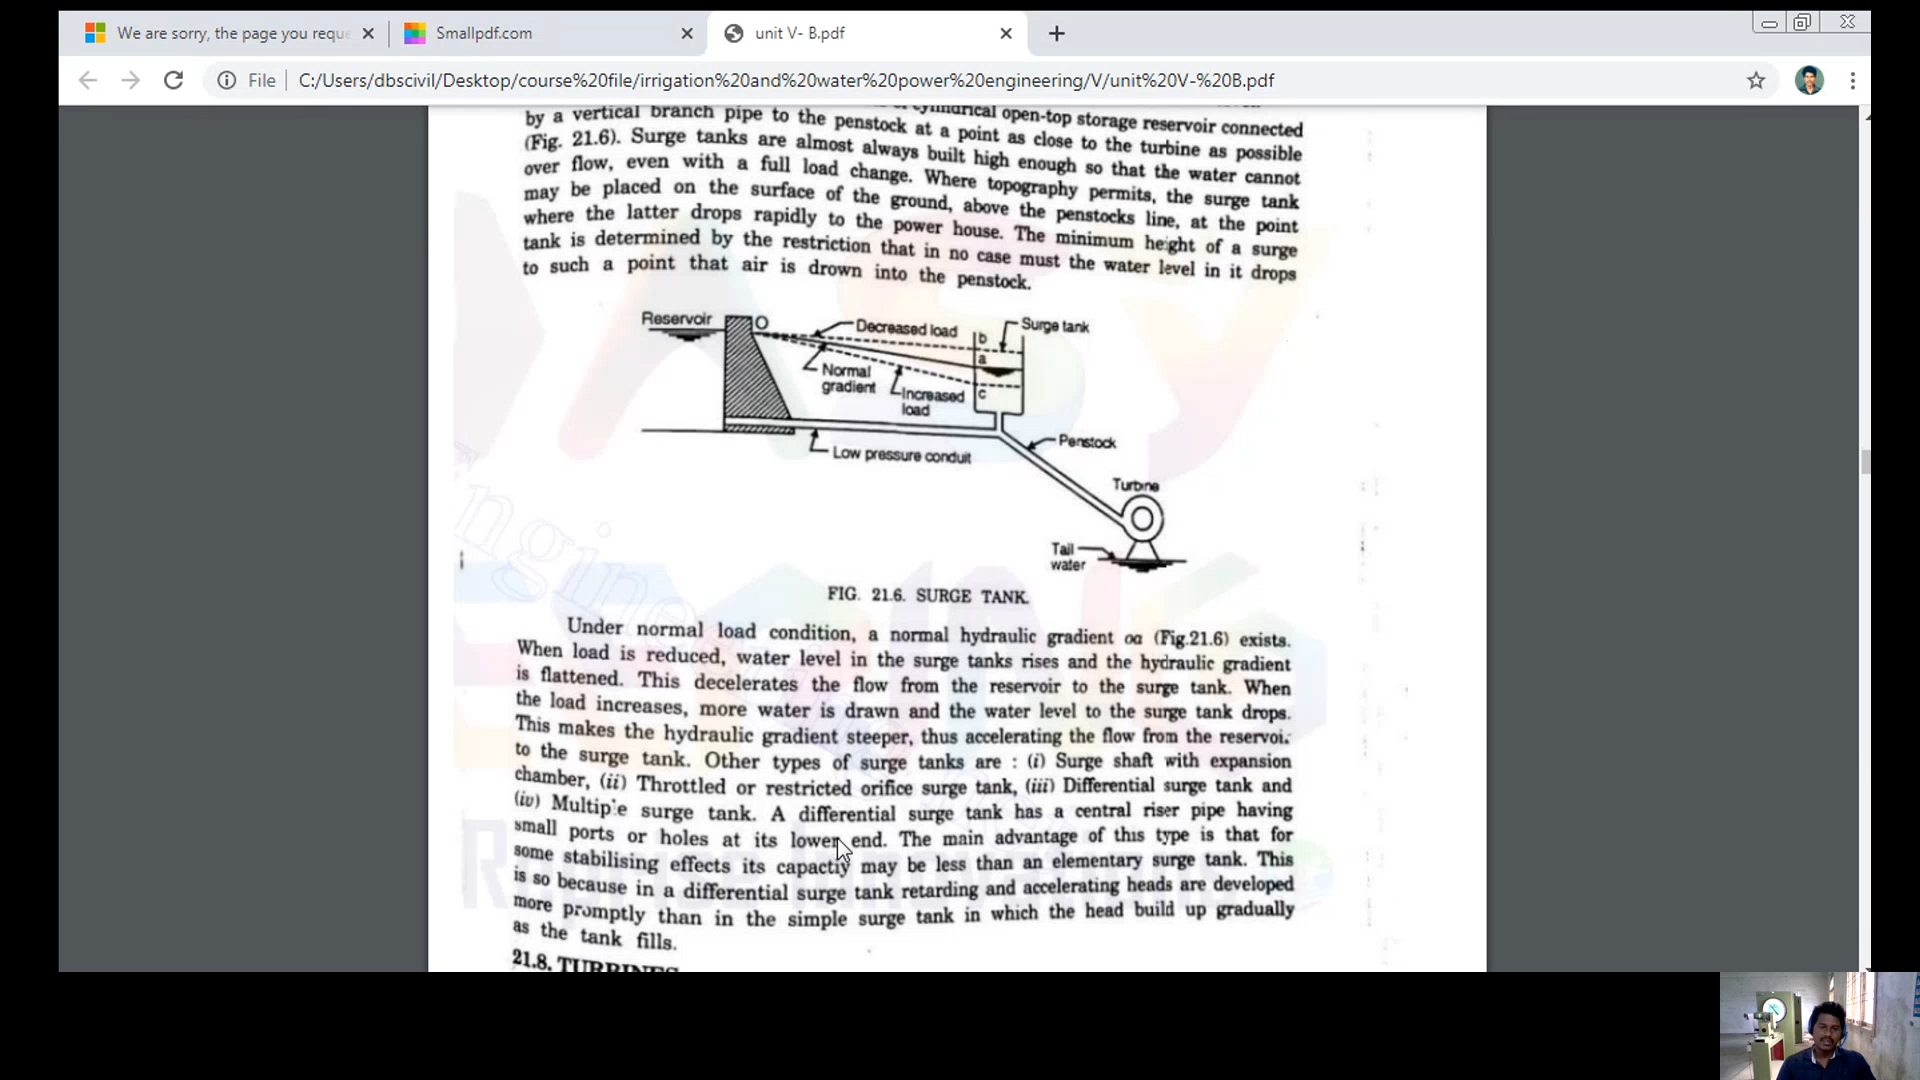 We are sorry, the page you reque
Smallpdf.com
unit V- B.pdf
File
C:/Users/dbscivil/Desktop/course%20file/irrigation%20and%20water%20power%20engineering/V/unit%20V-%20B.pdf
cylindrical open-top storage reservoir connected
by a vertical branch pipe to the penstock at a point as close to the turbine as possible
(Fig. 21.6). Surge tanks are almost always built high enough so that the water cannot
over flow, even with a full load change. Where topography permits, the surge tank
may be placed on the surface of the ground, above the penstocks line, at the point
where the latter drops rapidly to the power house. The minimum height of a surge
tank is determined by the restriction that in no case must the water level in it drops
to such a point that air is drown into the penstock.
Reservoir
O
Decreased load
Surge tank
b
a
Normal
gradient
Increased
load
c
Low pressure conduit
Penstock
Turbine
Tail
water
FIG. 21.6. SURGE TANK.
Under normal load condition, a normal hydraulic gradient oa (Fig.21.6) exists.
When load is reduced, water level in the surge tanks rises and the hydraulic gradient
is flattened. This decelerates the flow from the reservoir to the surge tank. When
the load increases, more water is drawn and the water level to the surge tank drops.
This makes the hydraulic gradient steeper, thus accelerating the flow from the reservoir
to the surge tank. Other types of surge tanks are : (i) Surge shaft with expansion
chamber, (ii) Throttled or restricted orifice surge tank, (iii) Differential surge tank and
(iv) Multiple surge tank. A differential surge tank has a central riser pipe having
small ports or holes at its lower end. The main advantage of this type is that for
some stabilising effects its capactiy may be less than an elementary surge tank. This
is so because in a differential surge tank retarding and accelerating heads are developed
more promptly than in the simple surge tank in which the head build up gradually
as the tank fills.
21.8. TURBINES